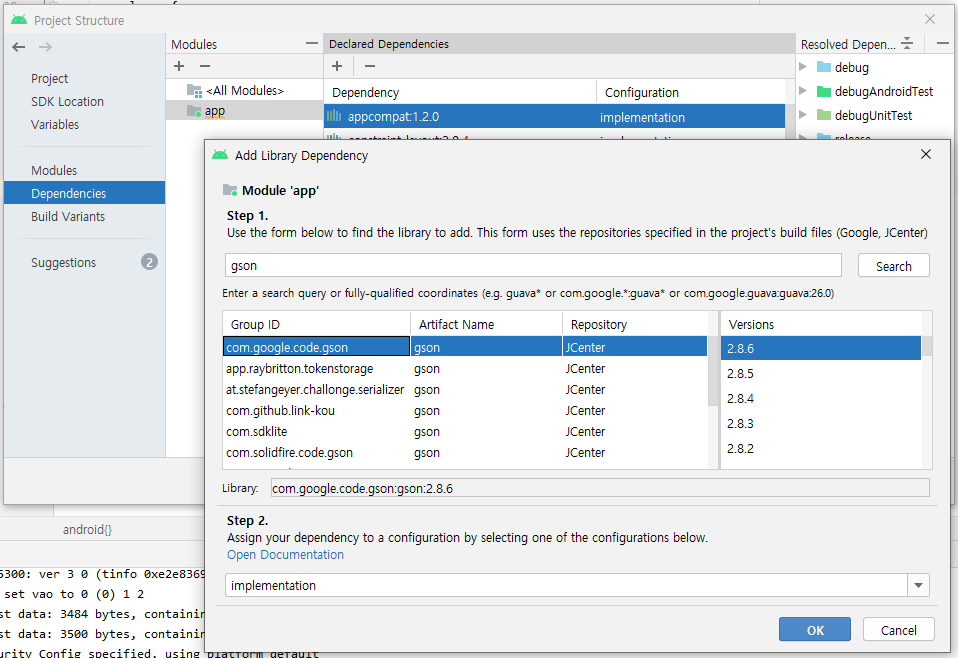 Project Structure
Modules
Declared Dependencies
Resolved Depen...
Project
SDK Location
Variables
Modules
Dependencies
Build Variants
Suggestions
2
<All Modules>
app
Dependency
Configuration
appcompat:1.2.0
implementation
debug
debugAndroidTest
debugUnitTest
release
Add Library Dependency
Module 'app'
Step 1.
Use the form below to find the library to add. This form uses the repositories specified in the project's build files (Google, JCenter)
gson
Search
Enter a search query or fully-qualified coordinates (e.g. guava* or com.google.*:guava* or com.google.guava:guava:26.0)
Group ID
Artifact Name
Repository
Versions
com.google.code.gson gson JCenter
app.raybritton.tokenstorage gson JCenter
at.stefangeyer.challonge.serializer gson JCenter
com.github.link-kou gson JCenter
com.sdklite gson JCenter
com.solidfire.code.gson gson JCenter
2.8.6
2.8.5
2.8.4
2.8.3
2.8.2
Library: com.google.code.gson:gson:2.8.6
Step 2.
Assign your dependency to a configuration by selecting one of the configurations below.
Open Documentation
implementation
OK
Cancel
android{}
5300: ver 3 0 (tinfo 0xe2e8369
set vao to 0 (0) 1 2
st data: 3484 bytes, containin
st data: 3500 bytes, containin
urity Config specified, using platform default